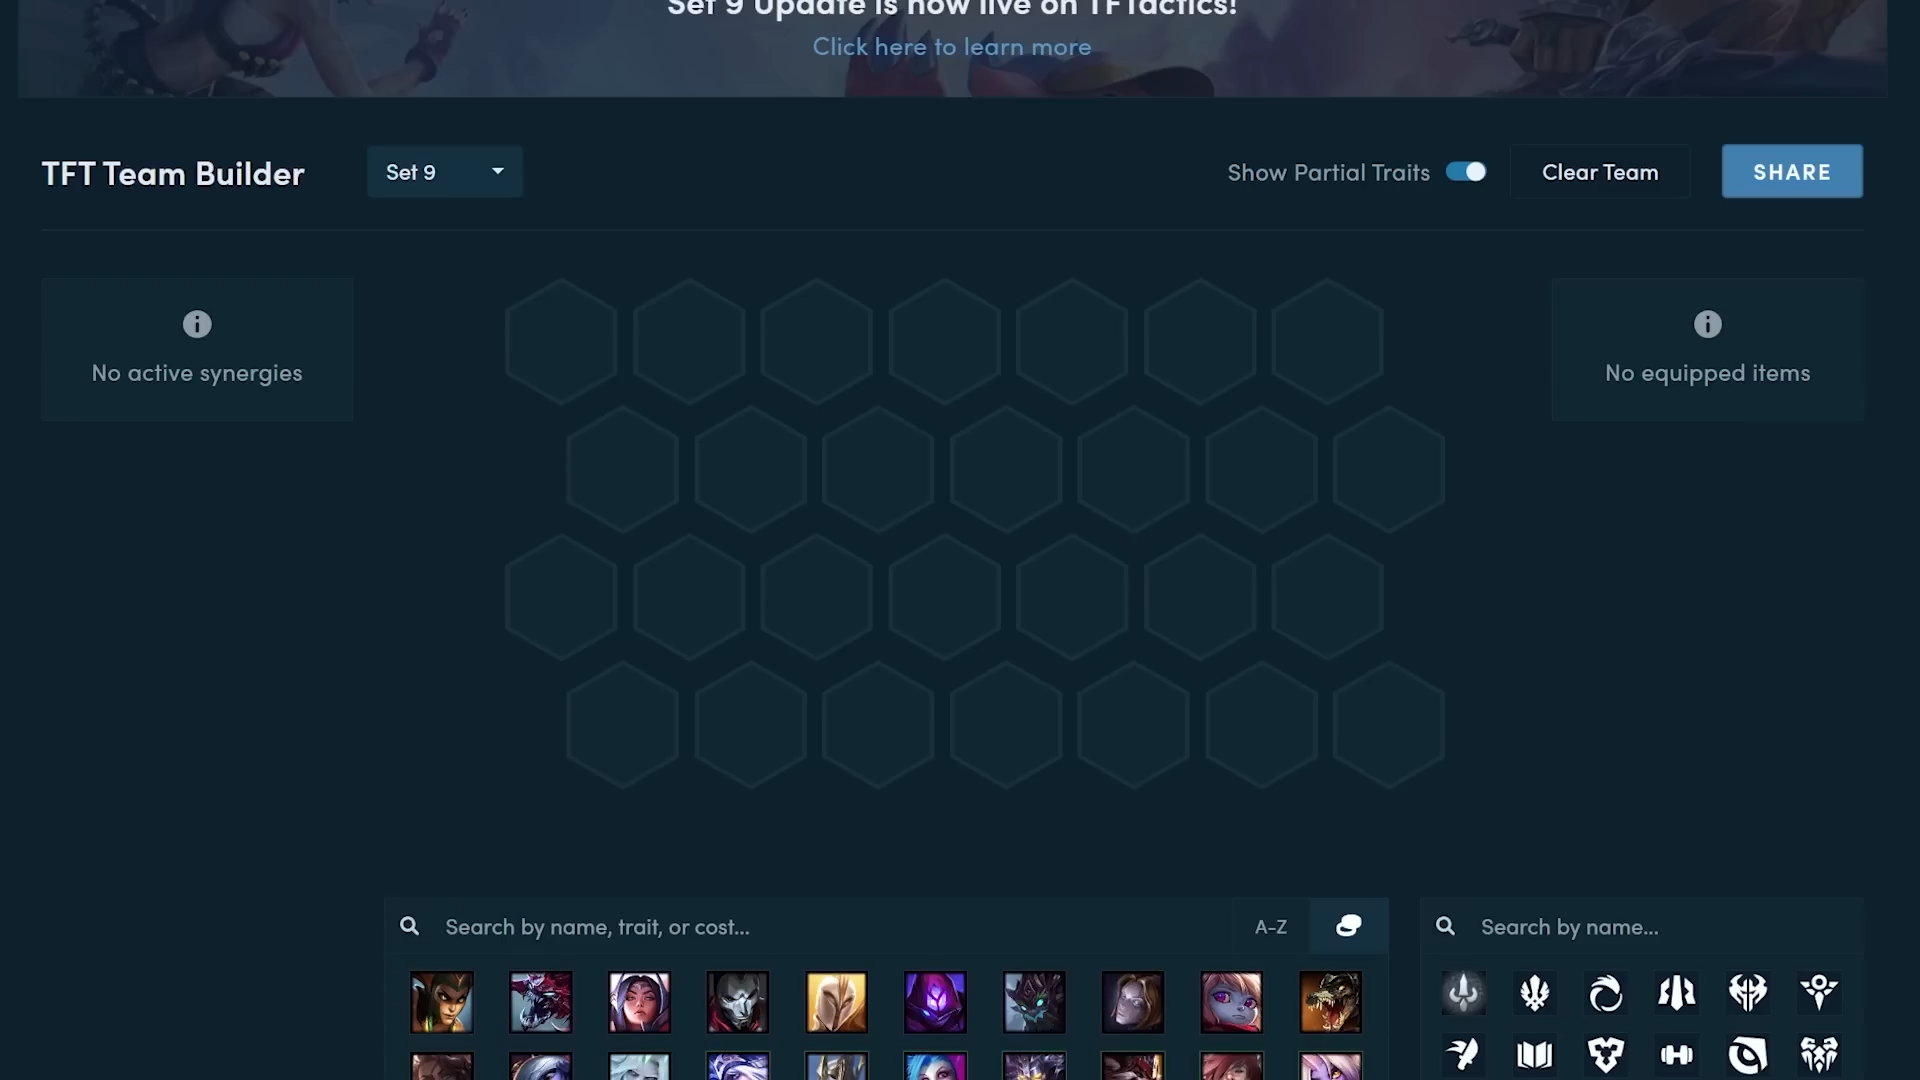 Set 9 Update is now live on TFTactics!
Click here to learn more
TFT Team Builder
Set 9
Show Partial Traits
Clear Team
SHARE
No active synergies
No equipped items
Search by name, trait, or cost...
A-Z
Search by name...